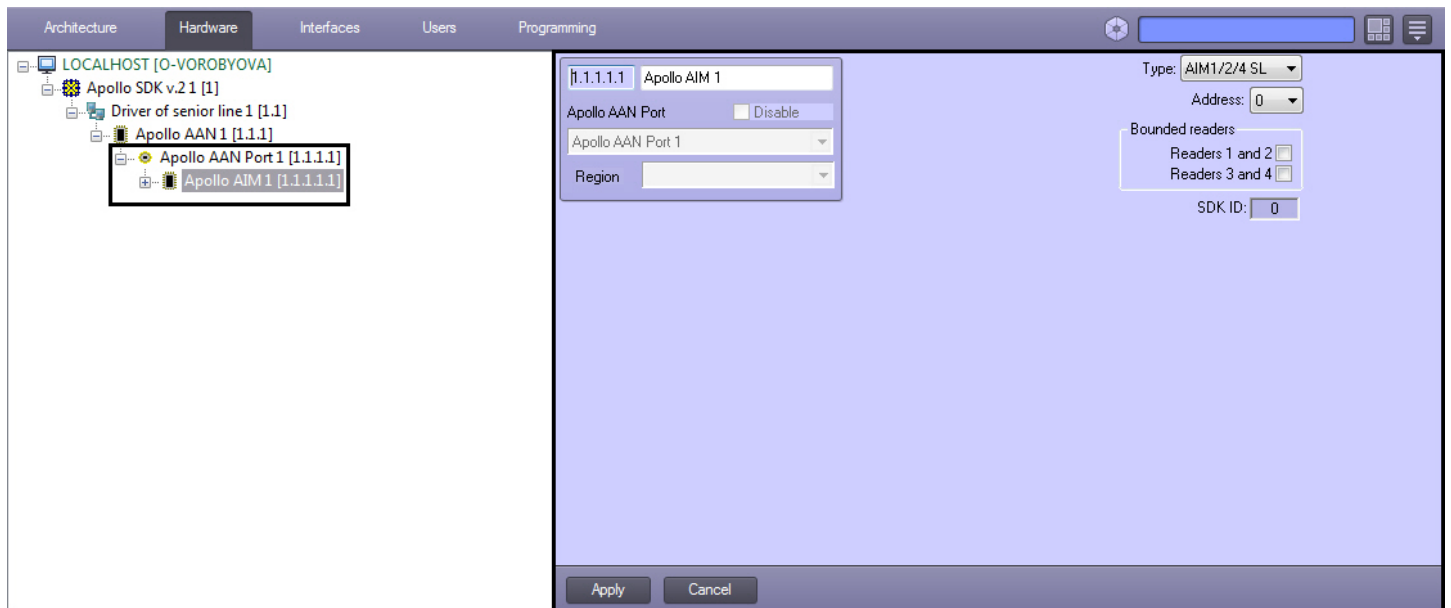 Architecture Hardware Interfaces Users Programming
LOCALHOST [O-VOROBYOVA]
Apollo SDK v.2 1 [1]
Driver of senior line 1 [1.1]
Apollo AAN 1 [1.1.1]
Apollo AAN Port 1 [1.1.1.1]
Apollo AIM 1 [1.1.1.1.1]
1.1.1.1.1 Apollo AIM 1
Apollo AAN Port Disable
Apollo AAN Port 1
Region
Type: AIM1/2/4 SL
Address: 0
Bounded readers
Readers 1 and 2
Readers 3 and 4
SDK ID: 0
Apply Cancel